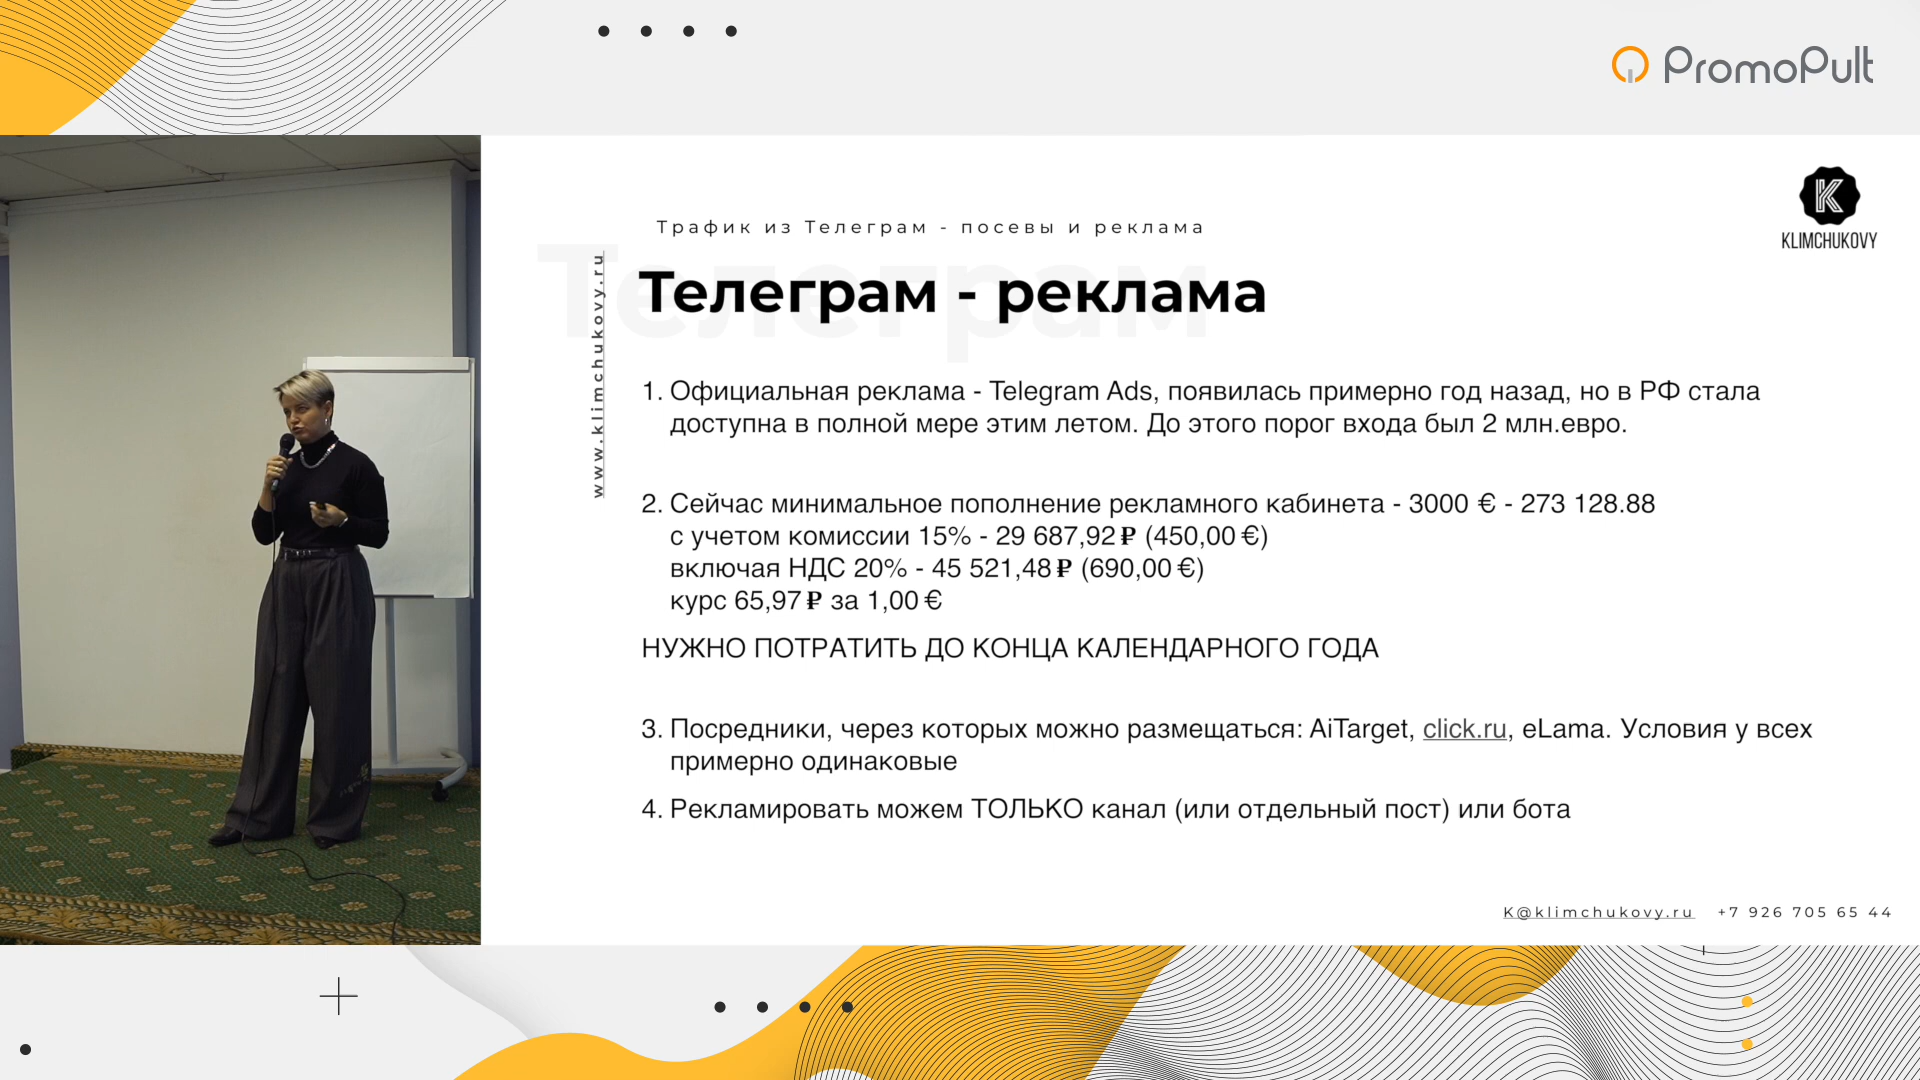 PromoPult
KLIMCHUKOVY
Трафик из Телеграм - посевы и реклама
Телеграм
Телеграм - реклама
www.klimchukovy.ru
1. Официальная реклама - Telegram Ads, появилась примерно год назад, но в РФ стала
доступна в полной мере этим летом. До этого порог входа был 2 млн.евро.
2. Сейчас минимальное пополнение рекламного кабинета - 3000 € - 273 128.88
с учетом комиссии 15% - 29 687,92 ₽ (450,00 €)
включая НДС 20% - 45 521,48 ₽ (690,00 €)
курс 65,97 ₽ за 1,00 €
НУЖНО ПОТРАТИТЬ ДО КОНЦА КАЛЕНДАРНОГО ГОДА
3. Посредники, через которых можно размещаться: AiTarget, click.ru, eLama. Условия у всех
примерно одинаковые
4. Рекламировать можем ТОЛЬКО канал (или отдельный пост) или бота
K@klimchukovy.ru +7 926 705 65 44